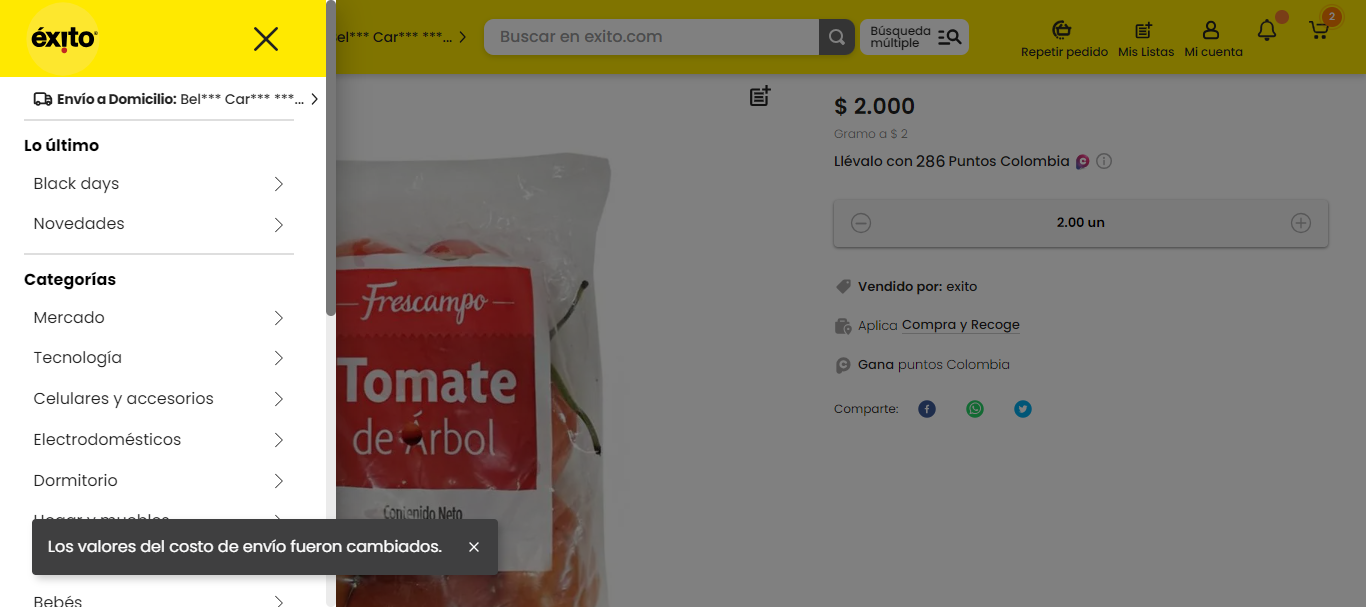 éxito
Envío a Domicilio: Bel*** Car*** ***...
Lo último
Black days
Novedades
Categorías
Mercado
Tecnología
Celulares y accesorios
Electrodomésticos
Dormitorio
Hogar y muebles
Bebés
Los valores del costo de envío fueron cambiados.
el*** Car*** ***...
Buscar en exito.com
Búsqueda
múltiple
Repetir pedido
Mis Listas
Mi cuenta
2
Frescampo
Tomate
de Árbol
Contenido Neto
$ 2.000
Gramo a $ 2
Llévalo con 286 Puntos Colombia
2.00 un
Vendido por: exito
Aplica Compra y Recoge
Gana puntos Colombia
Comparte: